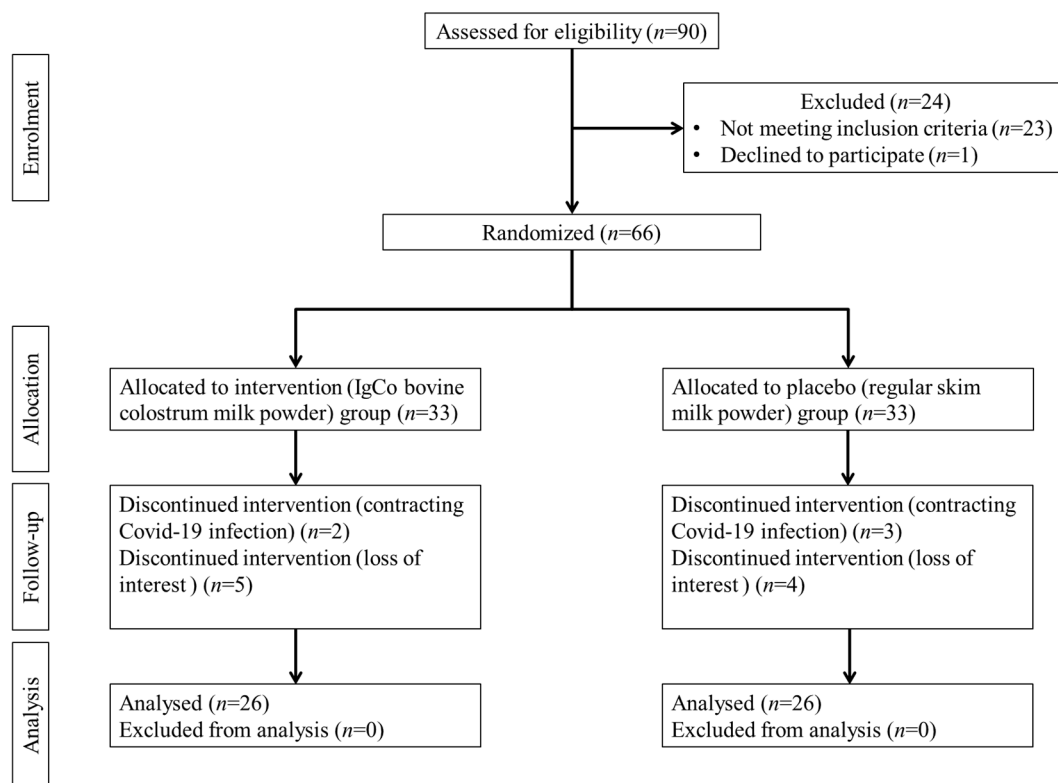 Assessed for eligibility (n=90)
Enrolment
Excluded (n=24)
• Not meeting inclusion criteria (n=23)
• Declined to participate (n=1)
Randomized (n=66)
Allocation
Allocated to intervention (IgCo bovine
colostrum milk powder) group (n=33)
Allocated to placebo (regular skim
milk powder) group (n=33)
Follow-up
Discontinued intervention (contracting
Covid-19 infection) (n=2)
Discontinued intervention (loss of
interest ) (n=5)
Discontinued intervention (contracting
Covid-19 infection) (n=3)
Discontinued intervention (loss of
interest ) (n=4)
Analysis
Analysed (n=26)
Excluded from analysis (n=0)
Analysed (n=26)
Excluded from analysis (n=0)